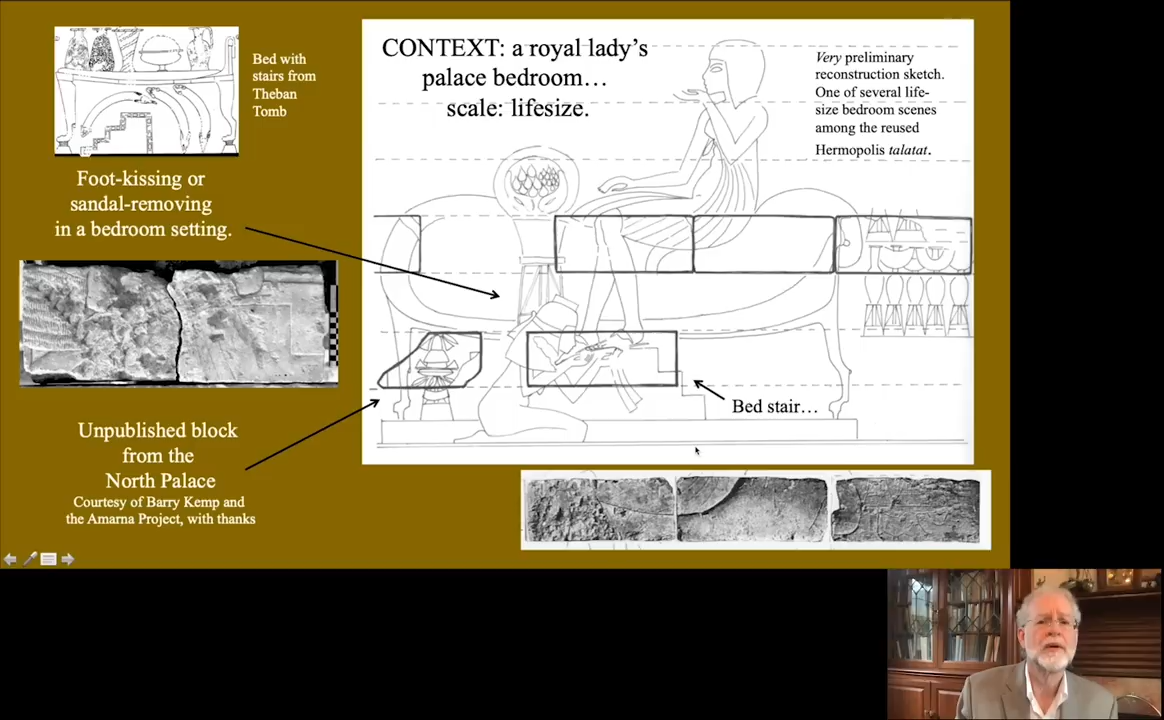 Bed with
stairs from
Theban
Tomb
Foot-kissing or
sandal-removing
in a bedroom setting.
Unpublished block
from the
North Palace
Courtesy of Barry Kemp and
the Amarna Project, with thanks
CONTEXT: a royal lady's
palace bedroom…
scale: lifesize.
Very preliminary
reconstruction sketch.
One of several life-
size bedroom scenes
among the reused
Hermopolis talatat.
Bed stair…